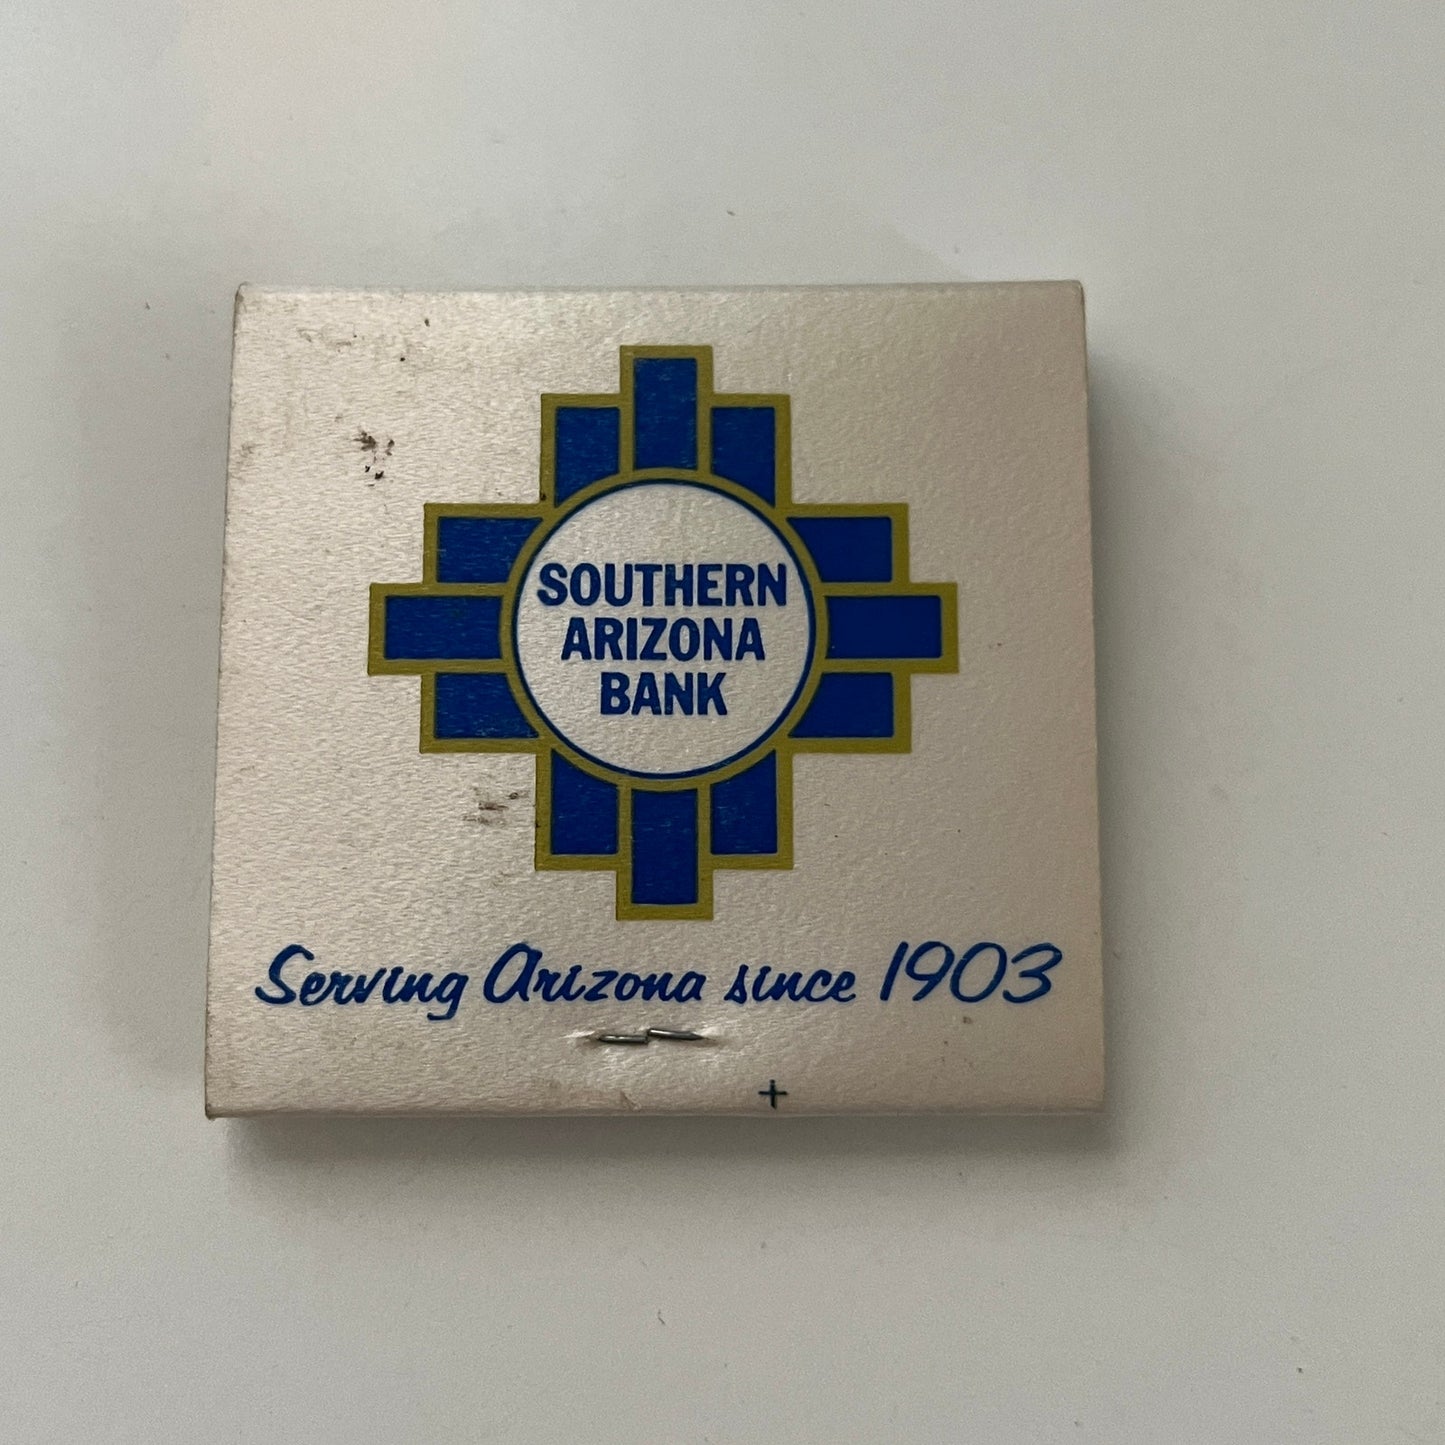 SOUTHERN
ARIZONA
BANK
Serving Arizona since 1903